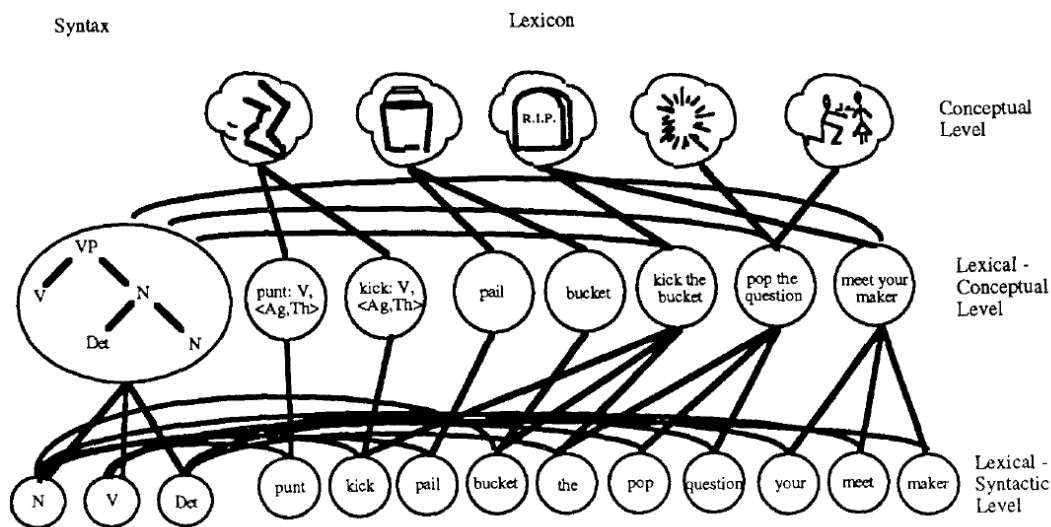 Syntax
Lexicon
R.I.P.
Conceptual
Level
VP
V
N
Det
N
punt: V,
<Ag,Th>
kick: V,
<Ag,Th>
pail
bucket
kick the
bucket
pop the
question
meet your
maker
Lexical -
Conceptual
Level
N
V
Det
punt
kick
pail
bucket
the
pop
question
your
meet
maker
Lexical -
Syntactic
Level